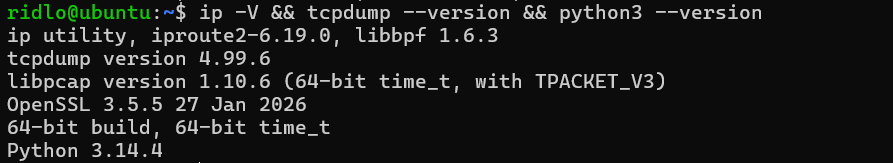 ridlo@ubuntu:~$ ip -V && tcpdump --version && python3 --version
ip utility, iproute2-6.19.0, libbpf 1.6.3
tcpdump version 4.99.6
libpcap version 1.10.6 (64-bit time_t, with TPACKET_V3)
OpenSSL 3.5.5 27 Jan 2026
64-bit build, 64-bit time_t
Python 3.14.4